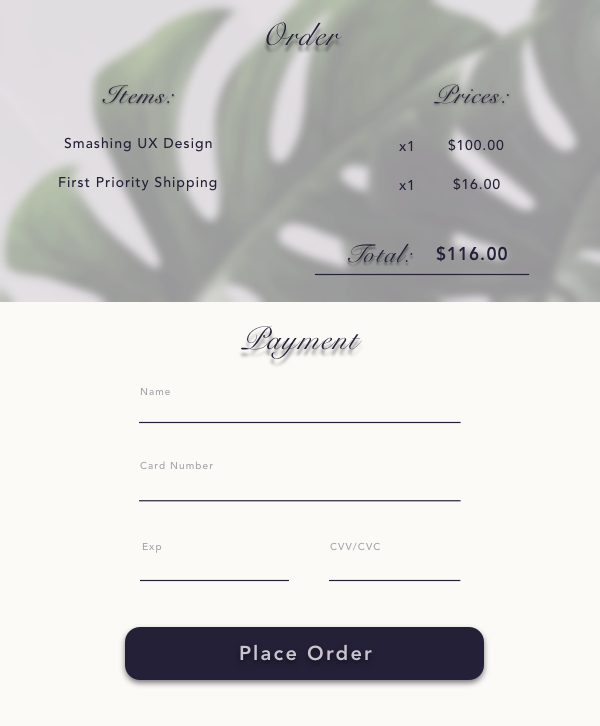 Order
Items: Prices:
Smashing UX Design x1 $100.00
First Priority Shipping x1 $16.00
Total: $116.00
Payment
Name
Card Number
Exp CVV/CVC
Place Order